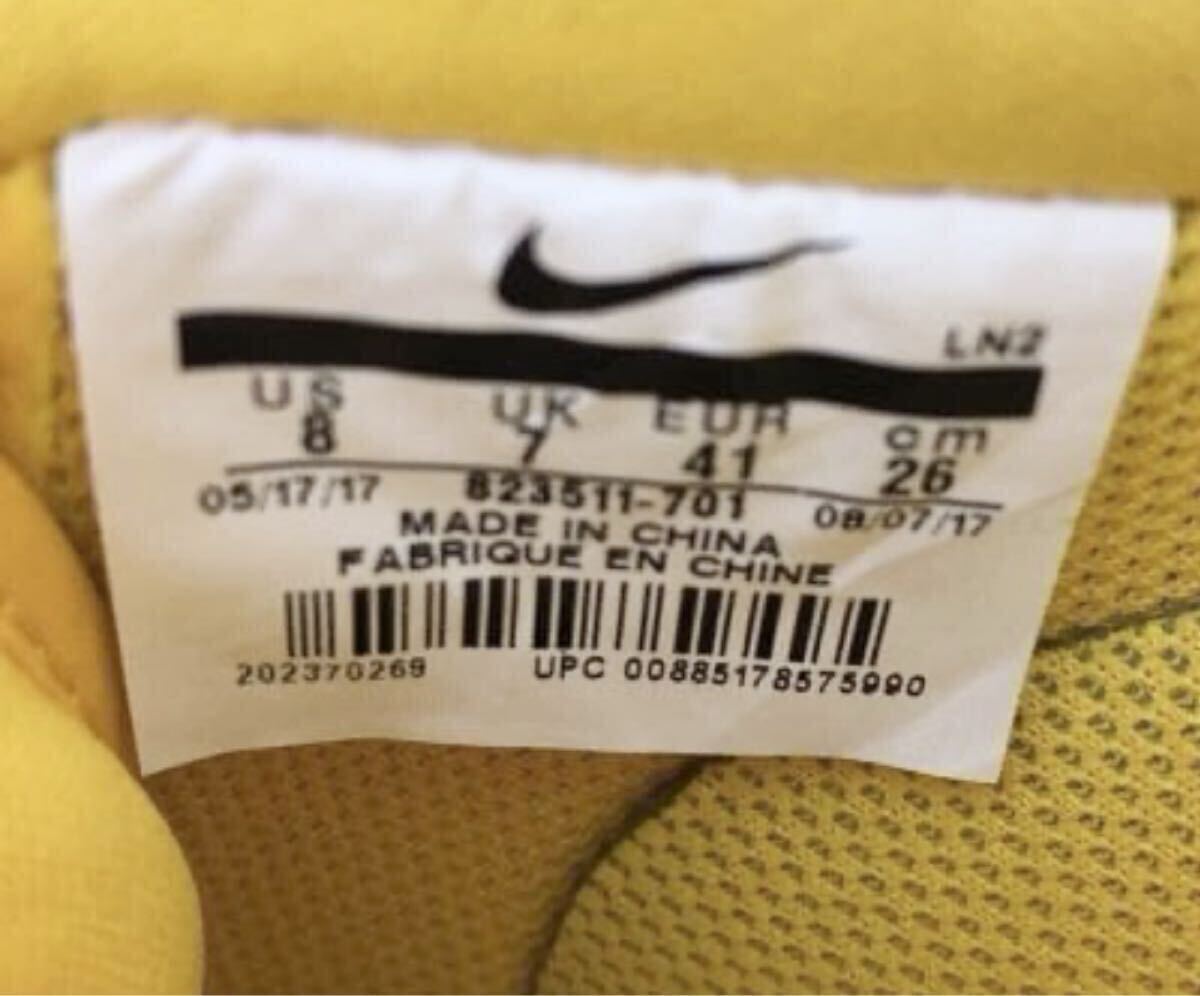 LN2
US UK EUR cm
8 7 41 26
05/17/17 823511-701 08/07/17
MADE IN CHINA
FABRIQUE EN CHINE
202370269 UPC 00885178575990